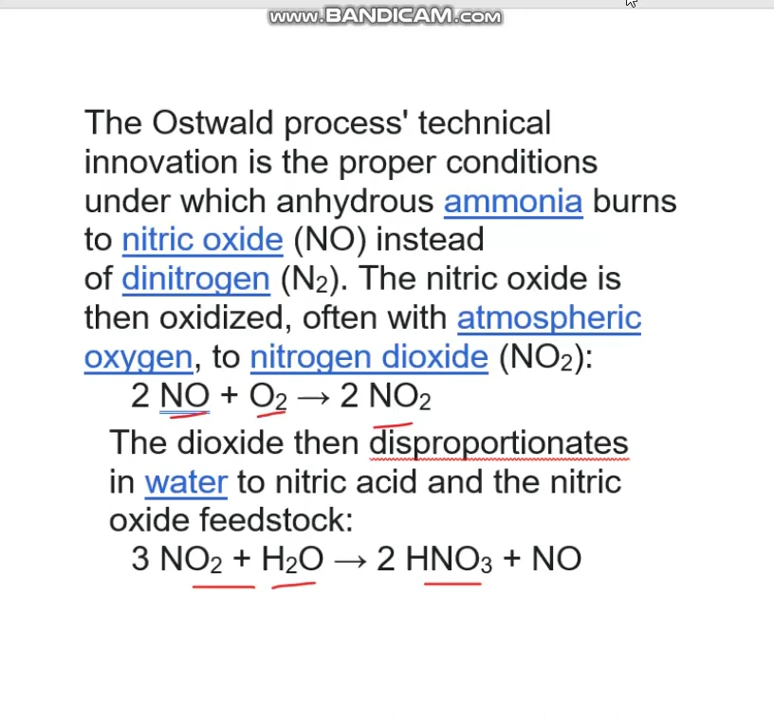 www.BANDICAM.com
The Ostwald process' technical
innovation is the proper conditions
under which anhydrous ammonia burns
to nitric oxide (NO) instead
of dinitrogen (N₂). The nitric oxide is
then oxidized, often with atmospheric
oxygen, to nitrogen dioxide (NO₂):
2 NO + O₂ → 2 NO₂
The dioxide then disproportionates
in water to nitric acid and the nitric
oxide feedstock:
3 NO₂ + H₂O → 2 HNO₃ + NO